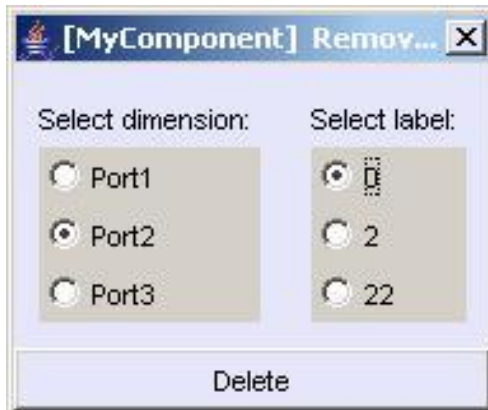 [MyComponent] Remov...
Select dimension:
Select label:
Port1
Port2
Port3
0
2
22
Delete